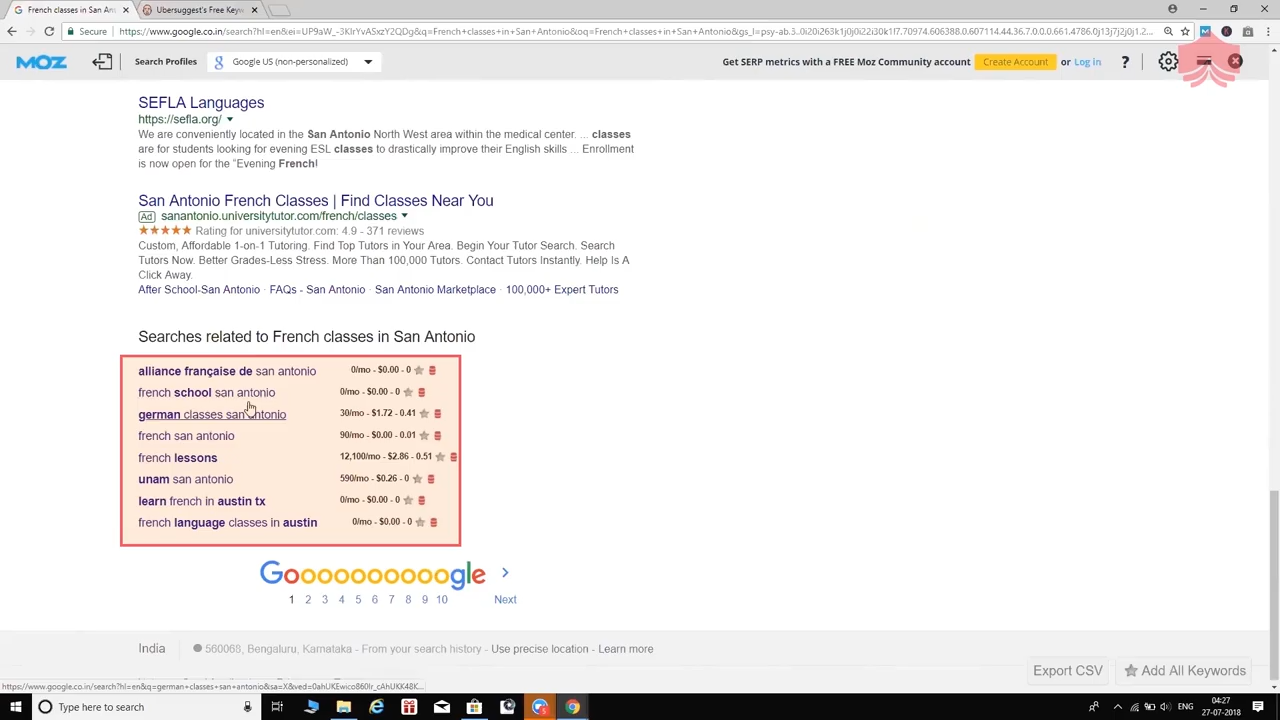 French classes in San An
Ubersuggest's Free Keyw
Secure
MOZ
Search Profiles
Google US (non-personalized)
Get SERP metrics with a FREE Moz Community account
Create Account
or Log in
?
SEFLA Languages
https://sefla.org/
We are conveniently located in the San Antonio North West area within the medical center. ... classes
are for students looking for evening ESL classes to drastically improve their English skills ... Enrollment
is now open for the "Evening French!
San Antonio French Classes | Find Classes Near You
Ad sanantonio.universitytutor.com/french/classes
Rating for universitytutor.com: 4.9 - 371 reviews
Custom, Affordable 1-on-1 Tutoring. Find Top Tutors in Your Area. Begin Your Tutor Search. Search
Tutors Now. Better Grades-Less Stress. More Than 100,000 Tutors. Contact Tutors Instantly. Help Is A
Click Away.
After School-San Antonio · FAQs - San Antonio · San Antonio Marketplace · 100,000+ Expert Tutors
Searches related to French classes in San Antonio
alliance française de san antonio 0/mo - $0.00 - 0
french school san antonio 0/mo - $0.00 - 0
german classes san antonio 30/mo - $1.72 - 0.41
french san antonio 90/mo - $0.00 - 0.01
french lessons 12,100/mo - $2.86 - 0.51
unam san antonio 590/mo - $0.26 - 0
learn french in austin tx 0/mo - $0.00 - 0
french language classes in austin 0/mo - $0.00 - 0
Goooooooooogle
1 2 3 4 5 6 7 8 9 10 Next
India
560068, Bengaluru, Karnataka - From your search history - Use precise location - Learn more
Export CSV
Add All Keywords
Type here to search
ENG
04:27
27-07-2018